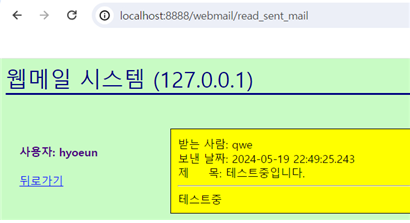 localhost:8888/webmail/read_sent_mail
웹메일 시스템 (127.0.0.1)
사용자: hyoeun
뒤로가기
받는 사람: qwe
보낸 날짜: 2024-05-19 22:49:25.243
제 목: 테스트중입니다.
테스트중